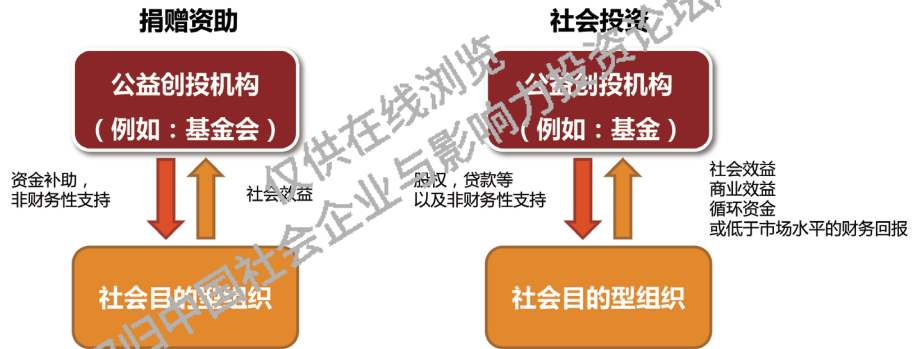 捐赠资助
公益创投机构
（例如：基金会）
资金补助，
非财务性支持
社会效益
社会目的型组织
社会投资
公益创投机构
（例如：基金）
股权，贷款等
以及非财务性支持
社会效益
商业效益
循环资金
或低于市场水平的财务回报
社会目的型组织
仅供在线浏览
归中国社会企业与影响力投资论坛